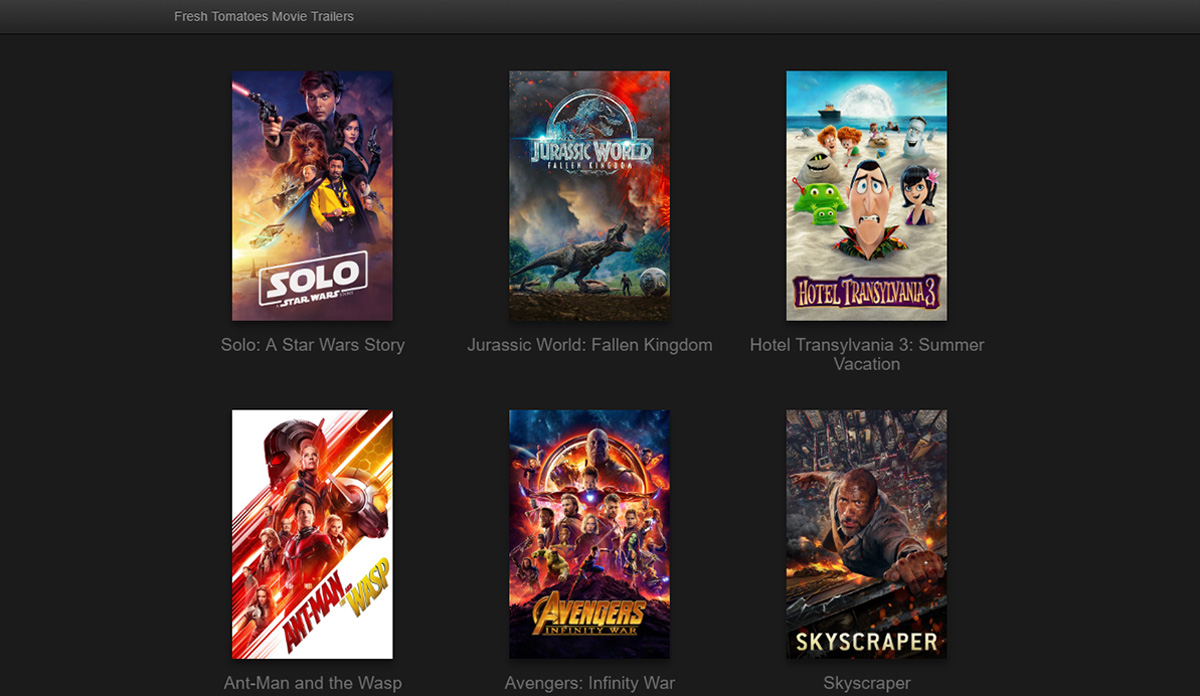 Fresh Tomatoes Movie Trailers
SOLO
A STAR WARS STORY
JURASSIC WORLD
FALLEN KINGDOM
HOTEL TRANSYLVANIA 3
Solo: A Star Wars Story
Jurassic World: Fallen Kingdom
Hotel Transylvania 3: Summer
Vacation
ANT-MAN
AND THE
WASP
AVENGERS
INFINITY WAR
SKYSCRAPER
Ant-Man and the Wasp
Avengers: Infinity War
Skyscraper